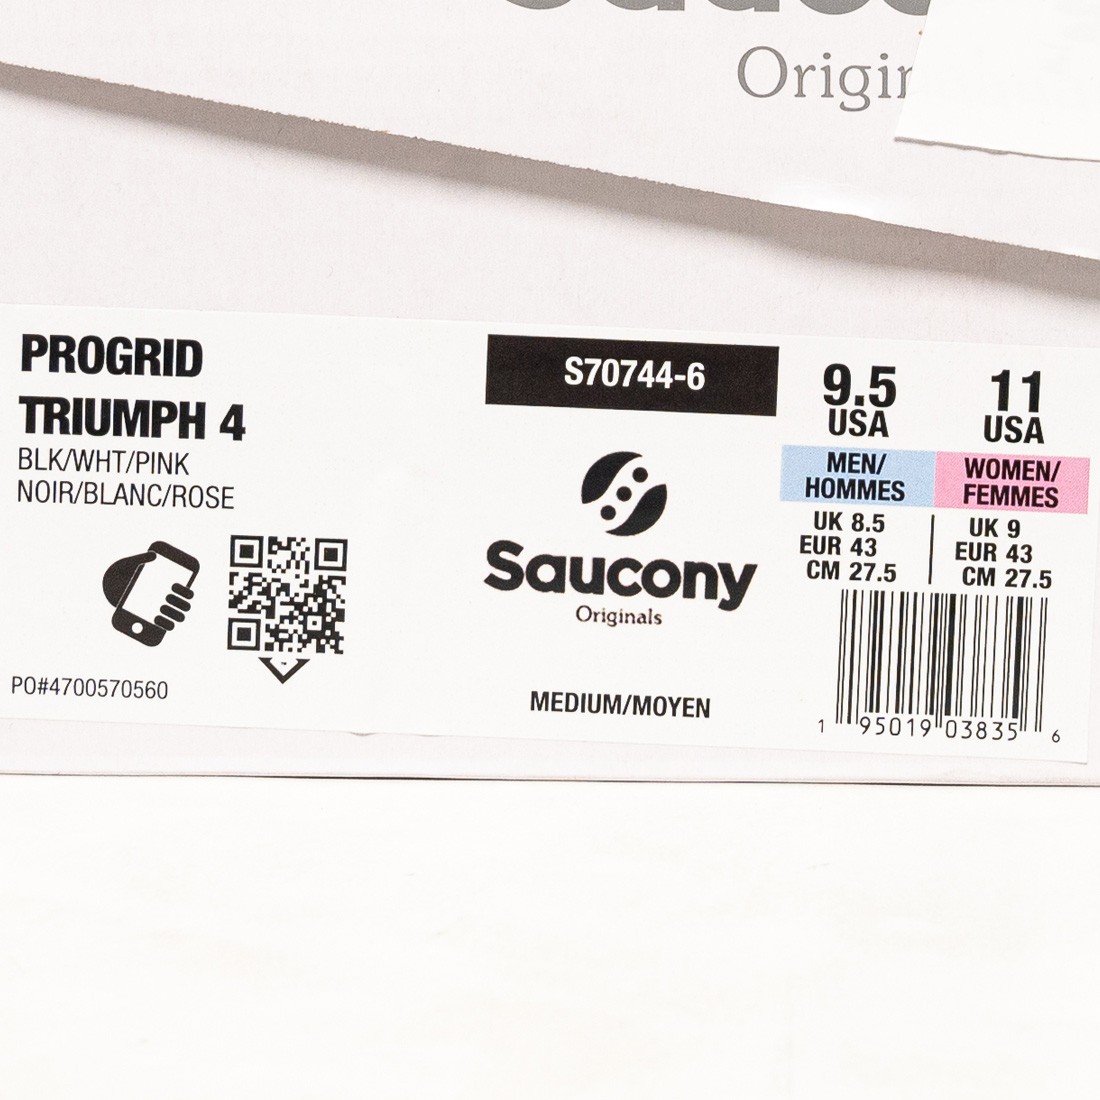 Origin
PROGRID
TRIUMPH 4
BLK/WHT/PINK
NOIR/BLANC/ROSE
PO#4700570560
S70744-6
Saucony
Originals
MEDIUM/MOYEN
9.5
USA
MEN/
HOMMES
UK 8.5
EUR 43
CM 27.5
11
USA
WOMEN/
FEMMES
UK 9
EUR 43
CM 27.5
1 95019 03835 6